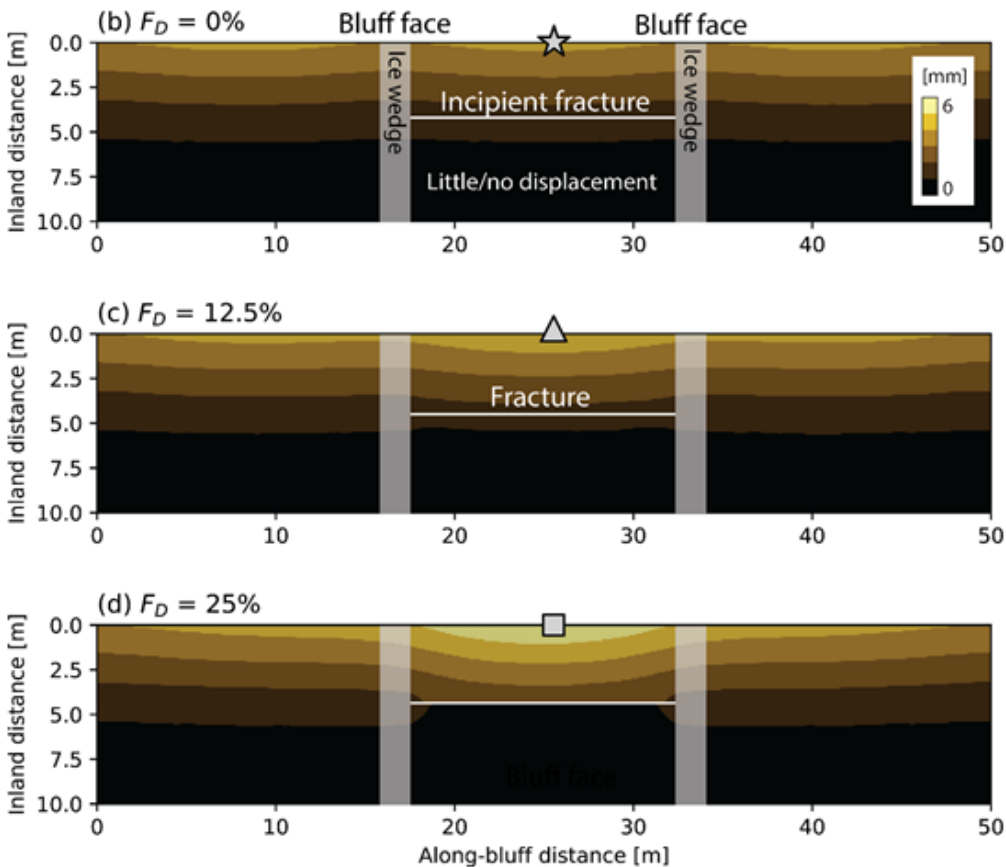 (b) F_D = 0%
Bluff face
Bluff face
Inland distance [m]
0.0
2.5
5.0
7.5
10.0
Ice wedge
Incipient fracture
Little/no displacement
Ice wedge
[mm]
6
0
0 10 20 30 40 50
(c) F_D = 12.5%
Inland distance [m]
0.0
2.5
5.0
7.5
10.0
Fracture
0 10 20 30 40 50
(d) F_D = 25%
Inland distance [m]
0.0
2.5
5.0
7.5
10.0
Bluff face
0 10 20 30 40 50
Along-bluff distance [m]